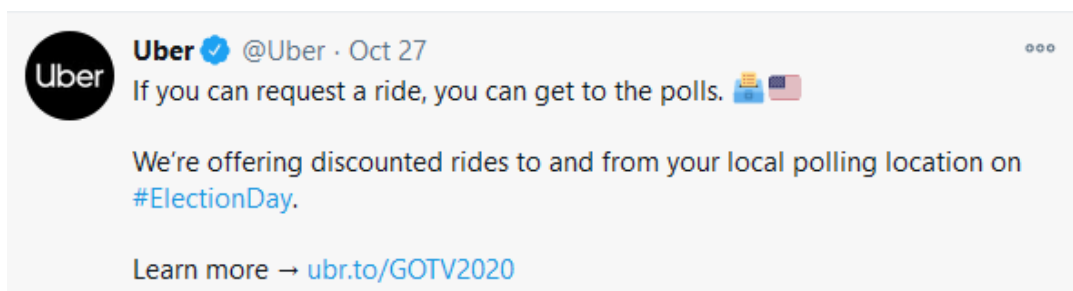 Uber
Uber @Uber · Oct 27
If you can request a ride, you can get to the polls. 🗳️🇺🇸
We’re offering discounted rides to and from your local polling location on
#ElectionDay.
Learn more → ubr.to/GOTV2020